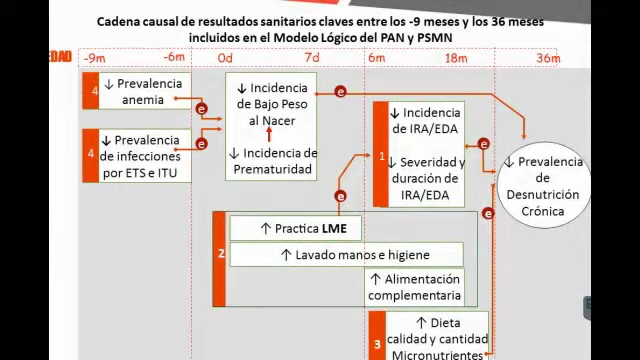 Cadena causal de resultados sanitarios claves entre los -9 meses y los 36 meses
incluidos en el Modelo Lógico del PAN y PSMN
EDAD
-9m
-6m
0d
7d
6m
18m
36m
4
↓ Prevalencia
anemia
e
4
↓ Prevalencia
de infecciones
por ETS e ITU
e
↓ Incidencia
de Bajo Peso
al Nacer
↓ Incidencia de
Prematuridad
e
1
↓ Incidencia
de IRA/EDA
↓ Severidad y
duración de
IRA/EDA
e
e
e
↓ Prevalencia
de
Desnutrición
Crónica
2
↑ Practica LME
↑ Lavado manos e higiene
↑ Alimentación
complementaria
3
↑ Dieta
calidad y cantidad
Micronutrientes